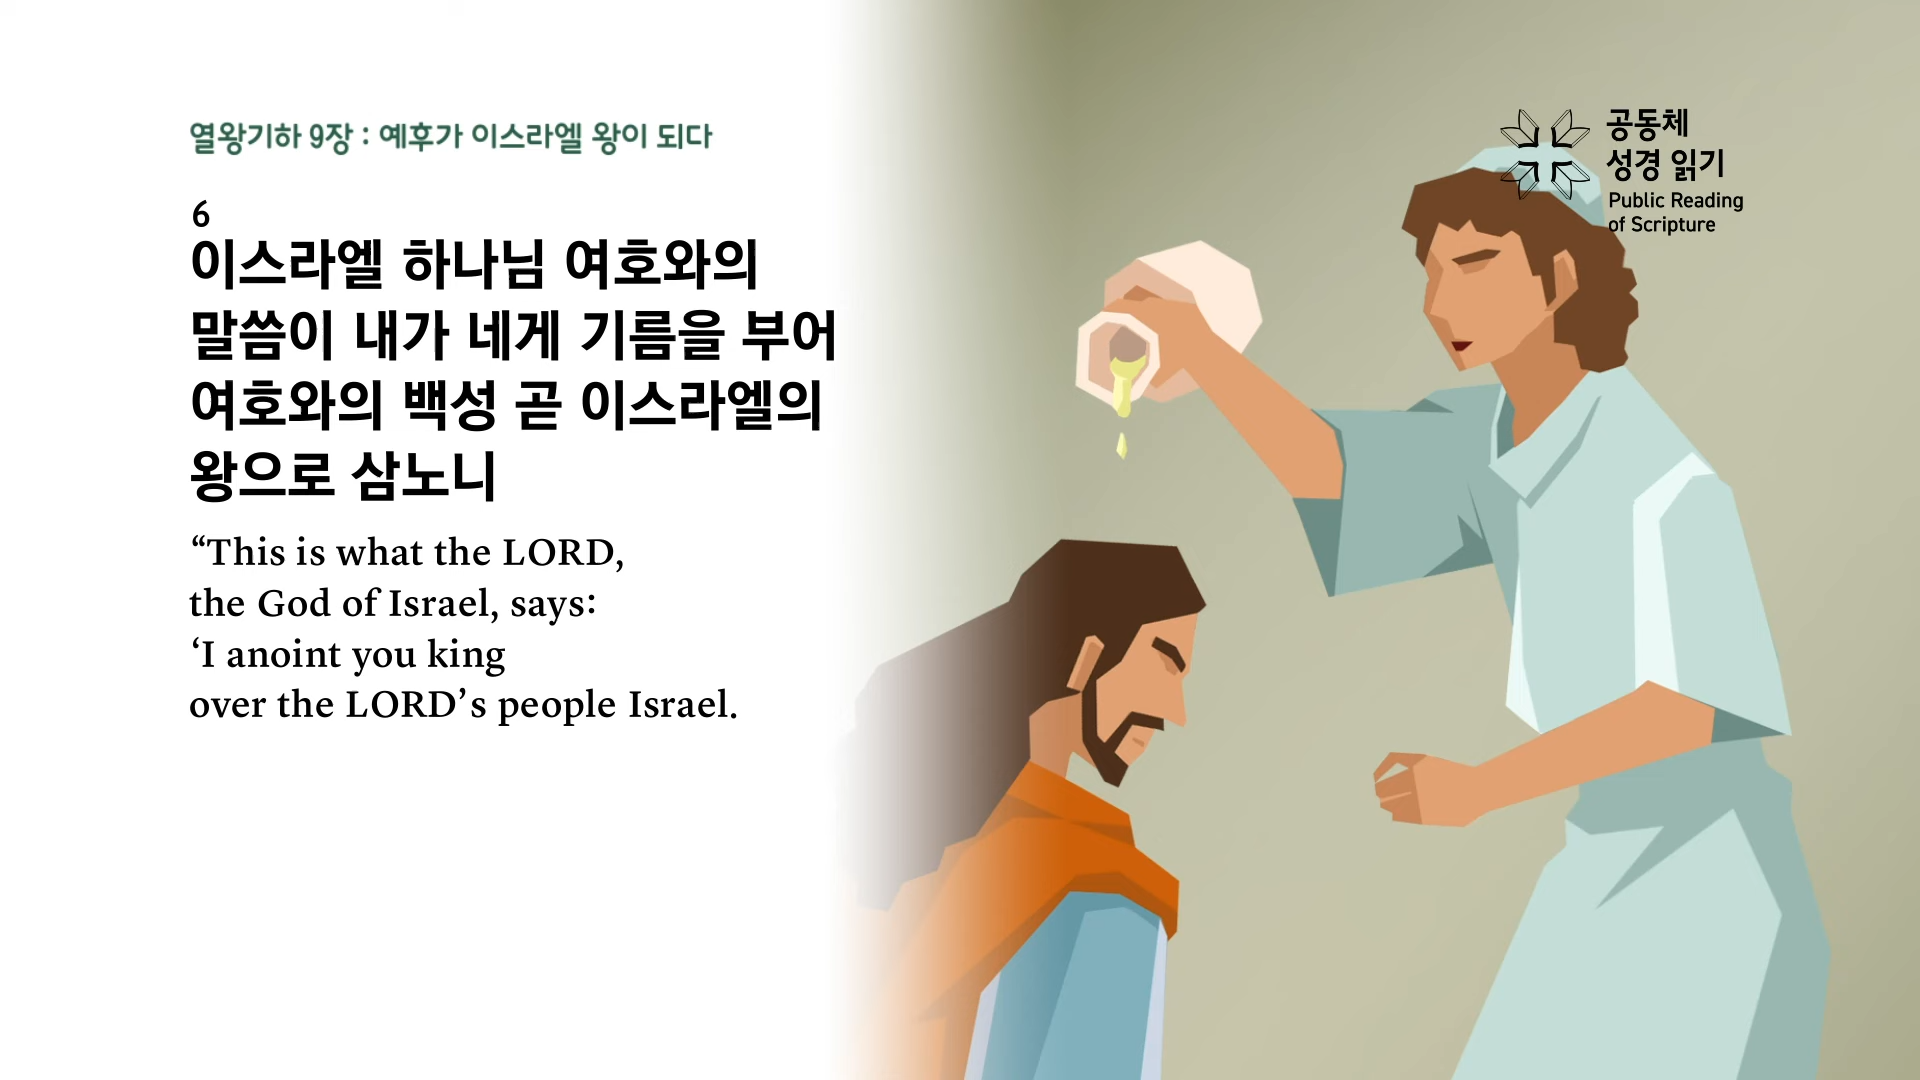 열왕기하 9장 : 예후가 이스라엘 왕이 되다
6
이스라엘 하나님 여호와의
말씀이 내가 네게 기름을 부어
여호와의 백성 곧 이스라엘의
왕으로 삼노니
“This is what the LORD,
the God of Israel, says:
‘I anoint you king
over the LORD’s people Israel.
공동체
성경 읽기
Public Reading
of Scripture